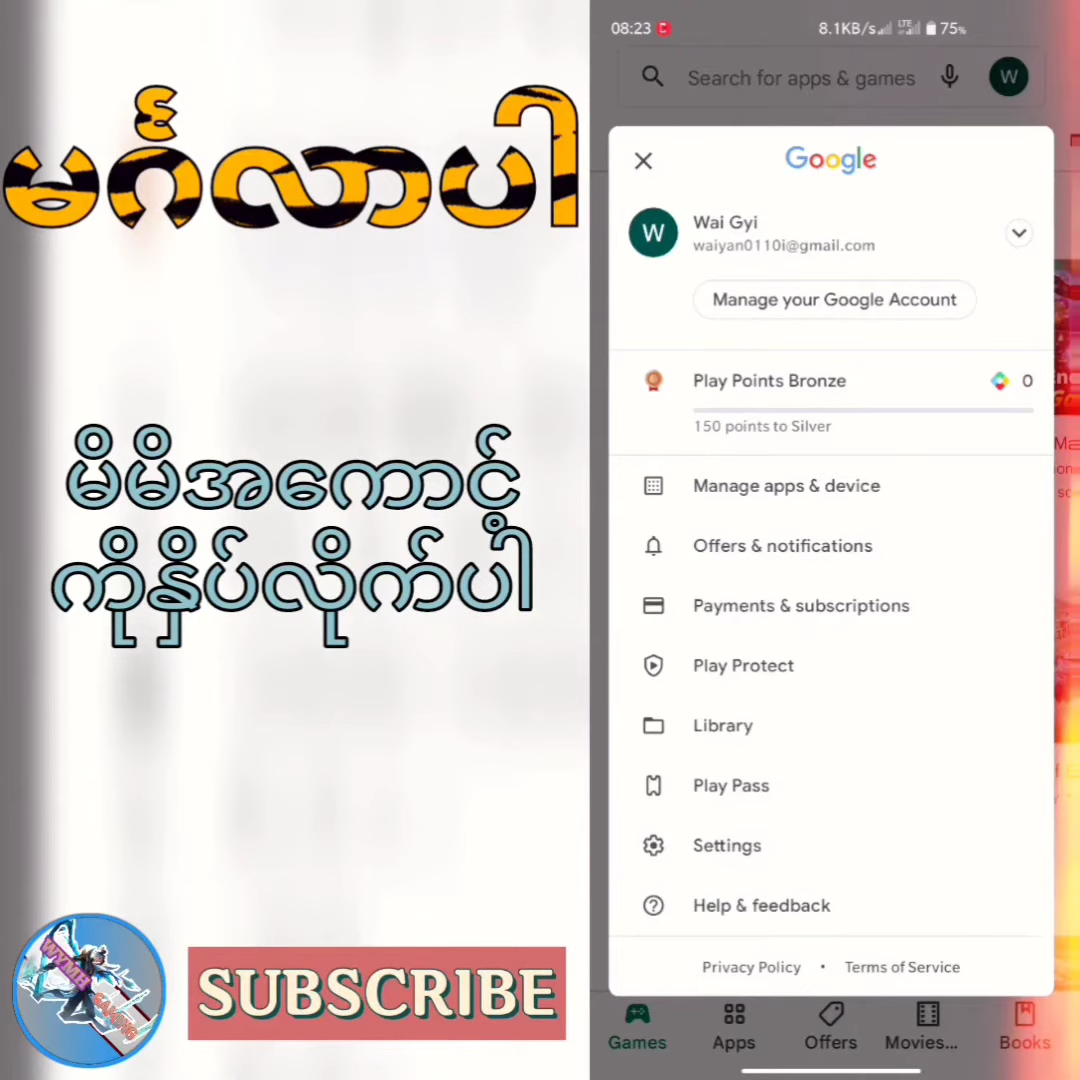 မင်္ဂလာပါ
မိမိအကောင့်
ကိုနှိပ်လိုက်ပါ
WYMH
GAMING
SUBSCRIBE
08:23
8.1KB/s LTE 75%
Search for apps & games
W
Google
W
Wai Gyi
waiyan0110i@gmail.com
Manage your Google Account
Play Points Bronze
0
150 points to Silver
Manage apps & device
Offers & notifications
Payments & subscriptions
Play Protect
Library
Play Pass
Settings
Help & feedback
Privacy Policy • Terms of Service
Games
Apps
Offers
Movies...
Books